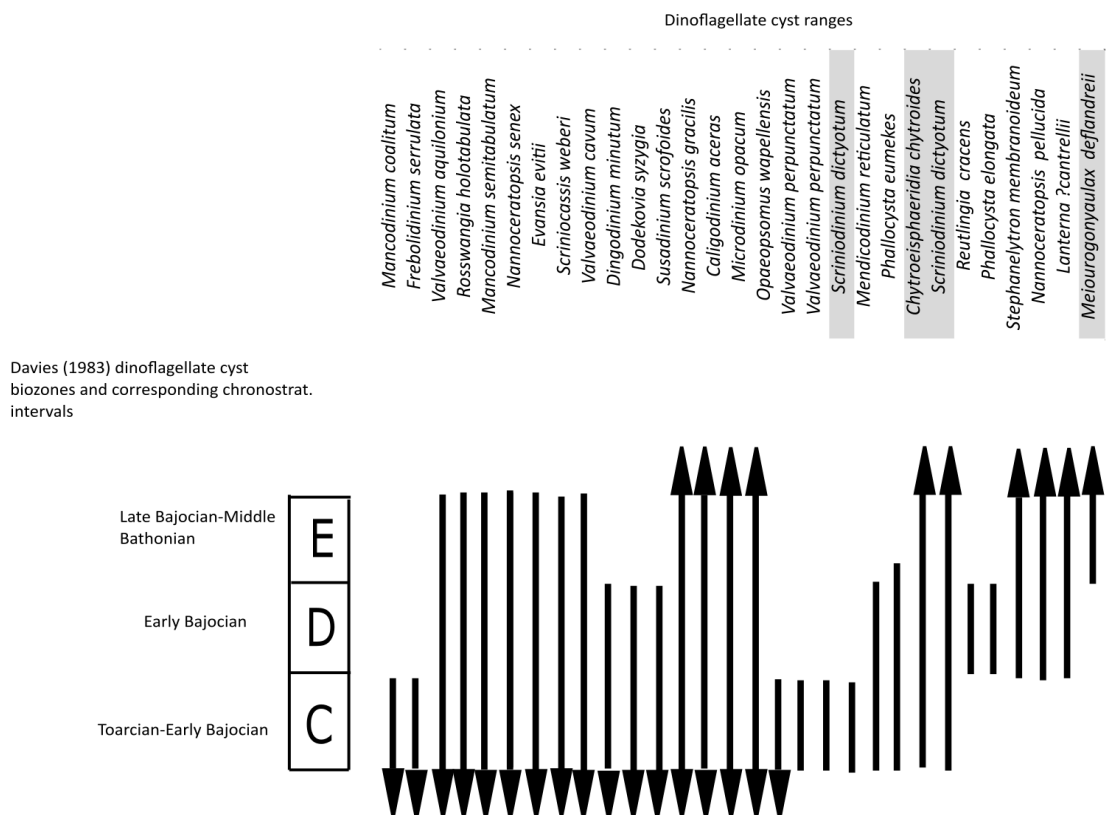 Dinoflagellate cyst ranges
Mancodinium coalitum
Frebolidinium serrulata
Valvaeodinium aquilonium
Rosswangia holotabulata
Mancodinium semitabulatum
Nannoceratopsis senex
Evansia evitii
Scriniocassis weberi
Valvaeodinium cavum
Dingodinium minutum
Dodekovia syzygia
Susadinium scrofoides
Nannoceratopsis gracilis
Caligodinium aceras
Microdinium opacum
Opaeopsomus wapellensis
Valvaeodinium perpunctatum
Valvaeodinium perpunctatum
Scriniodinium dictyotum
Mendicodinium reticulatum
Phallocysta eumekes
Chytroeisphaeridia chytroides
Scriniodinium dictyotum
Reutlingia cracens
Phallocysta elongata
Stephanelytron membranoideum
Nannoceratopsis pellucida
Lanterna ?cantrellii
Meiourogonyaulax deflandreii
Davies (1983) dinoflagellate cyst
biozones and corresponding chronostrat.
intervals
Late Bajocian-Middle
Bathonian
E
Early Bajocian
D
Toarcian-Early Bajocian
C